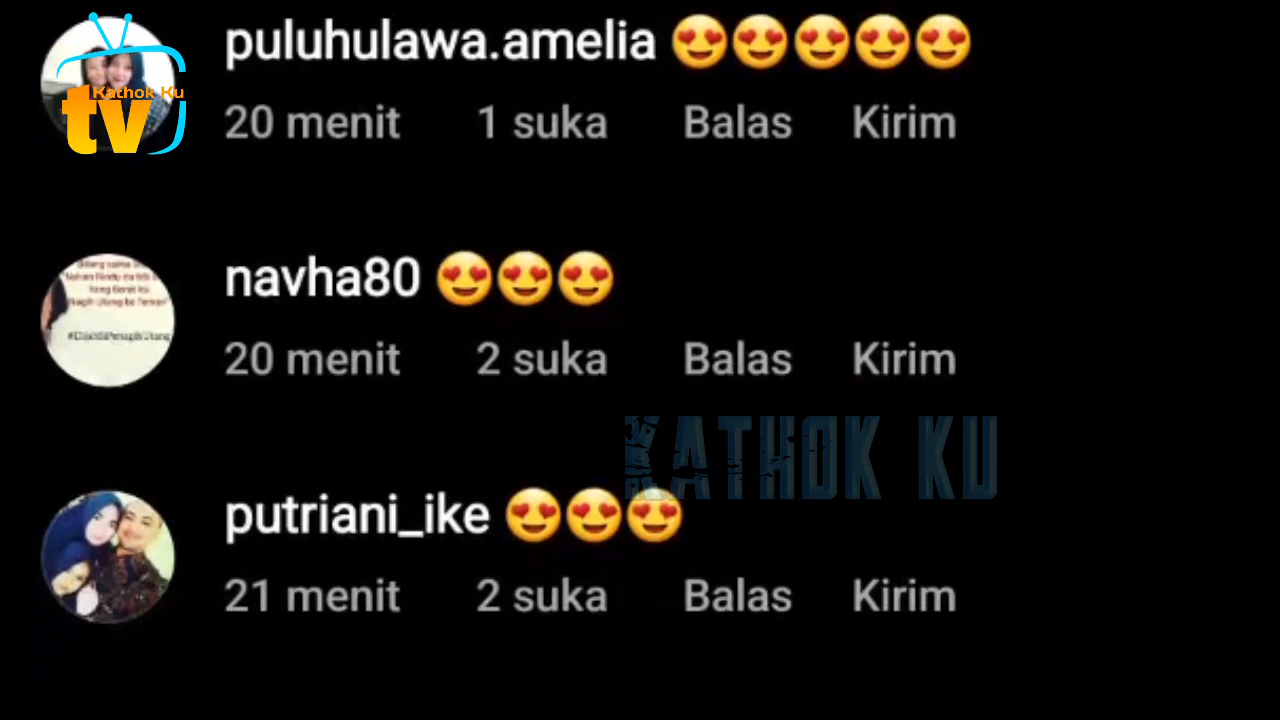 puluhulawa.amelia 😍😍😍😍😍
20 menit 1 suka Balas Kirim
Kathok Ku
tv
navha80 😍😍😍
20 menit 2 suka Balas Kirim
KATHOK KU
putriani_ike 😍😍😍
21 menit 2 suka Balas Kirim